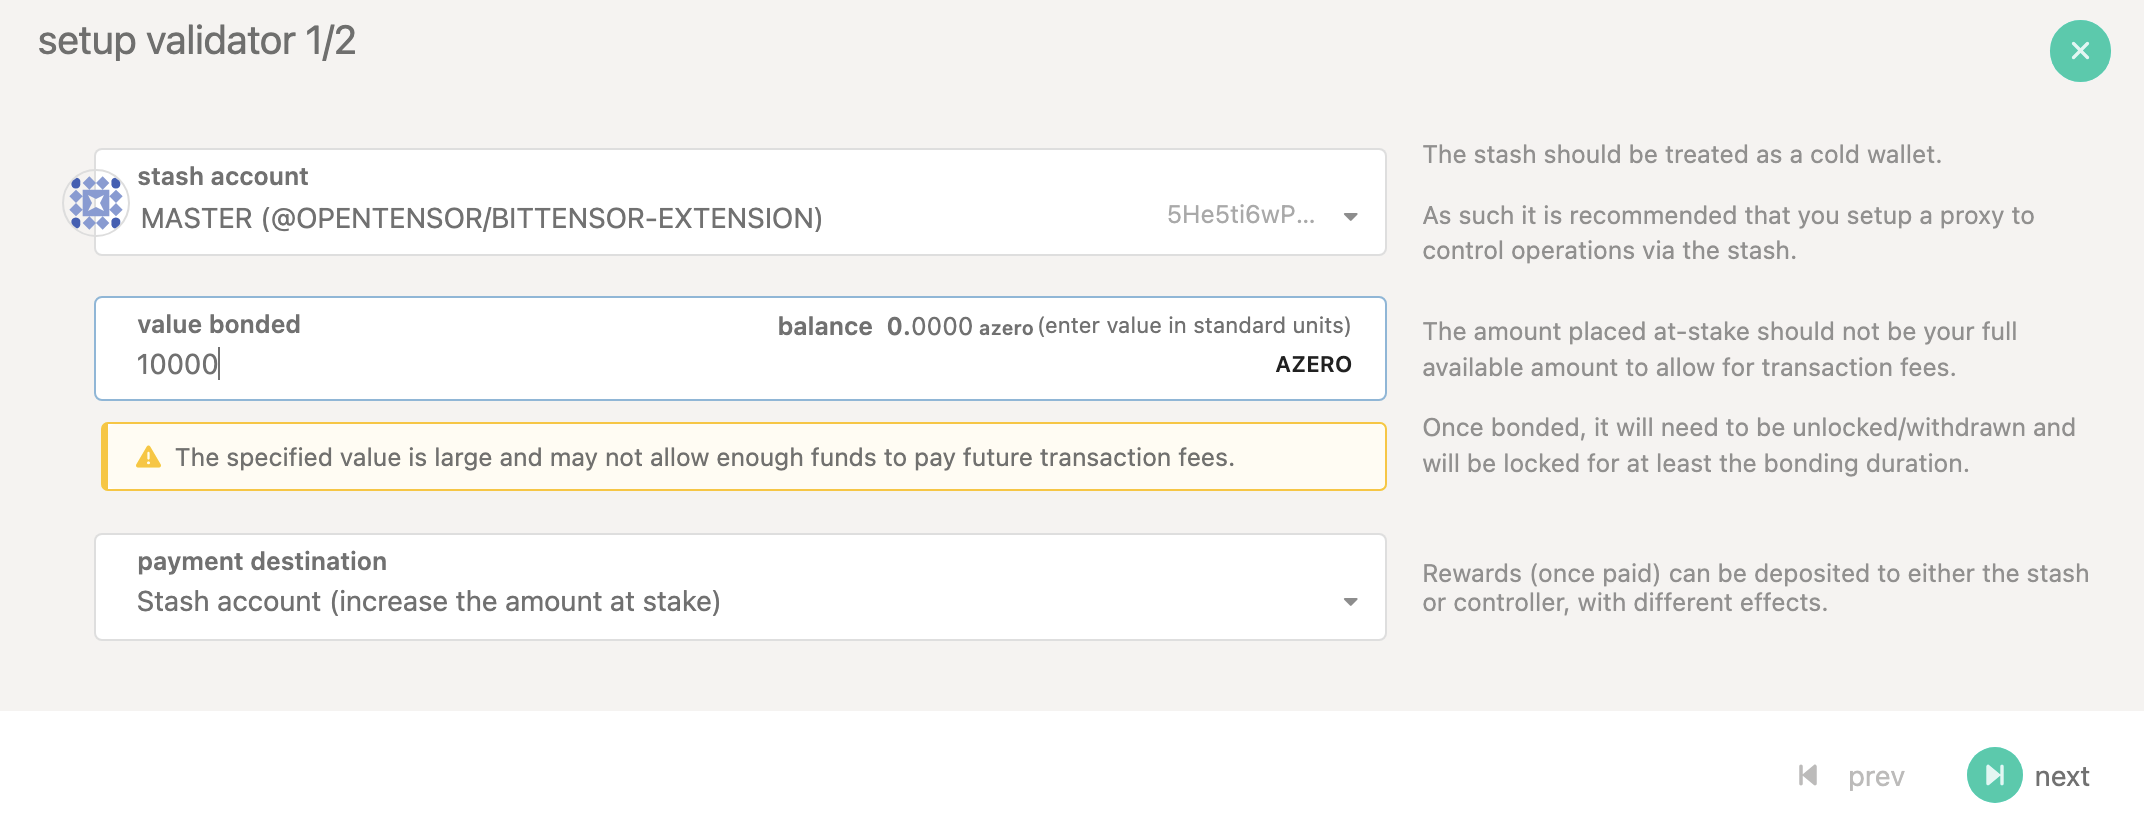 setup validator 1/2
stash account
MASTER (@OPENTENSOR/BITTENSOR-EXTENSION)
5He5ti6wP...
The stash should be treated as a cold wallet.
As such it is recommended that you setup a proxy to
control operations via the stash.
value bonded
balance 0.0000 azero (enter value in standard units)
10000
AZERO
The specified value is large and may not allow enough funds to pay future transaction fees.
The amount placed at-stake should not be your full
available amount to allow for transaction fees.
Once bonded, it will need to be unlocked/withdrawn and
will be locked for at least the bonding duration.
payment destination
Stash account (increase the amount at stake)
Rewards (once paid) can be deposited to either the stash
or controller, with different effects.
prev
next